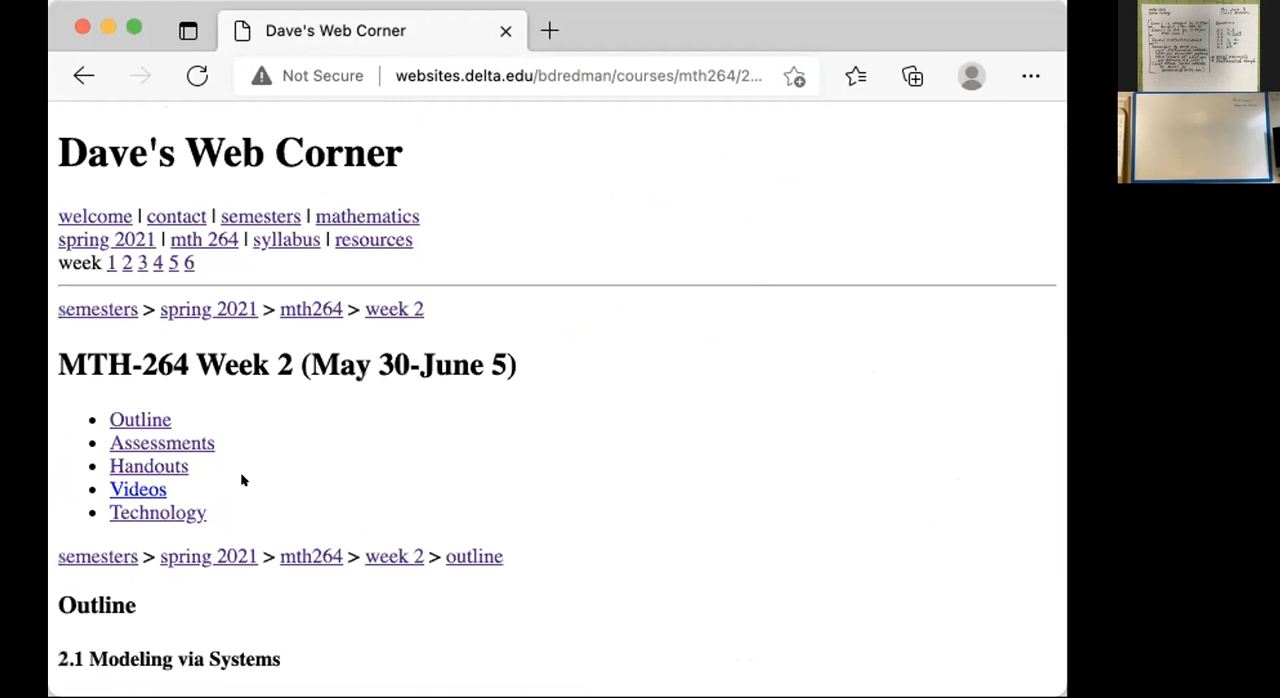 Dave's Web Corner
Not Secure
websites.delta.edu/bdredman/courses/mth264/2...
Dave's Web Corner
welcome | contact | semesters | mathematics
spring 2021 | mth 264 | syllabus | resources
week 1 2 3 4 5 6
semesters > spring 2021 > mth264 > week 2
MTH-264 Week 2 (May 30-June 5)
Outline
Assessments
Handouts
Videos
Technology
semesters > spring 2021 > mth264 > week 2 > outline
Outline
2.1 Modeling via Systems